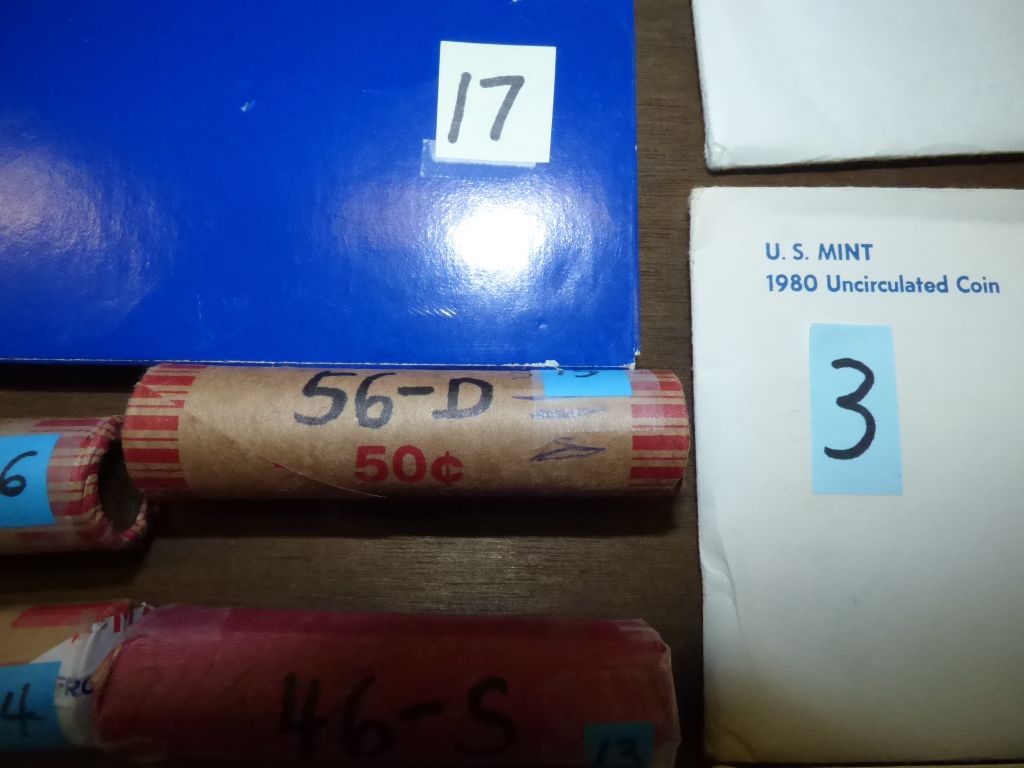 17
U. S. MINT
1980 Uncirculated Coin
3
56-D
50¢
6
46-S
4
13